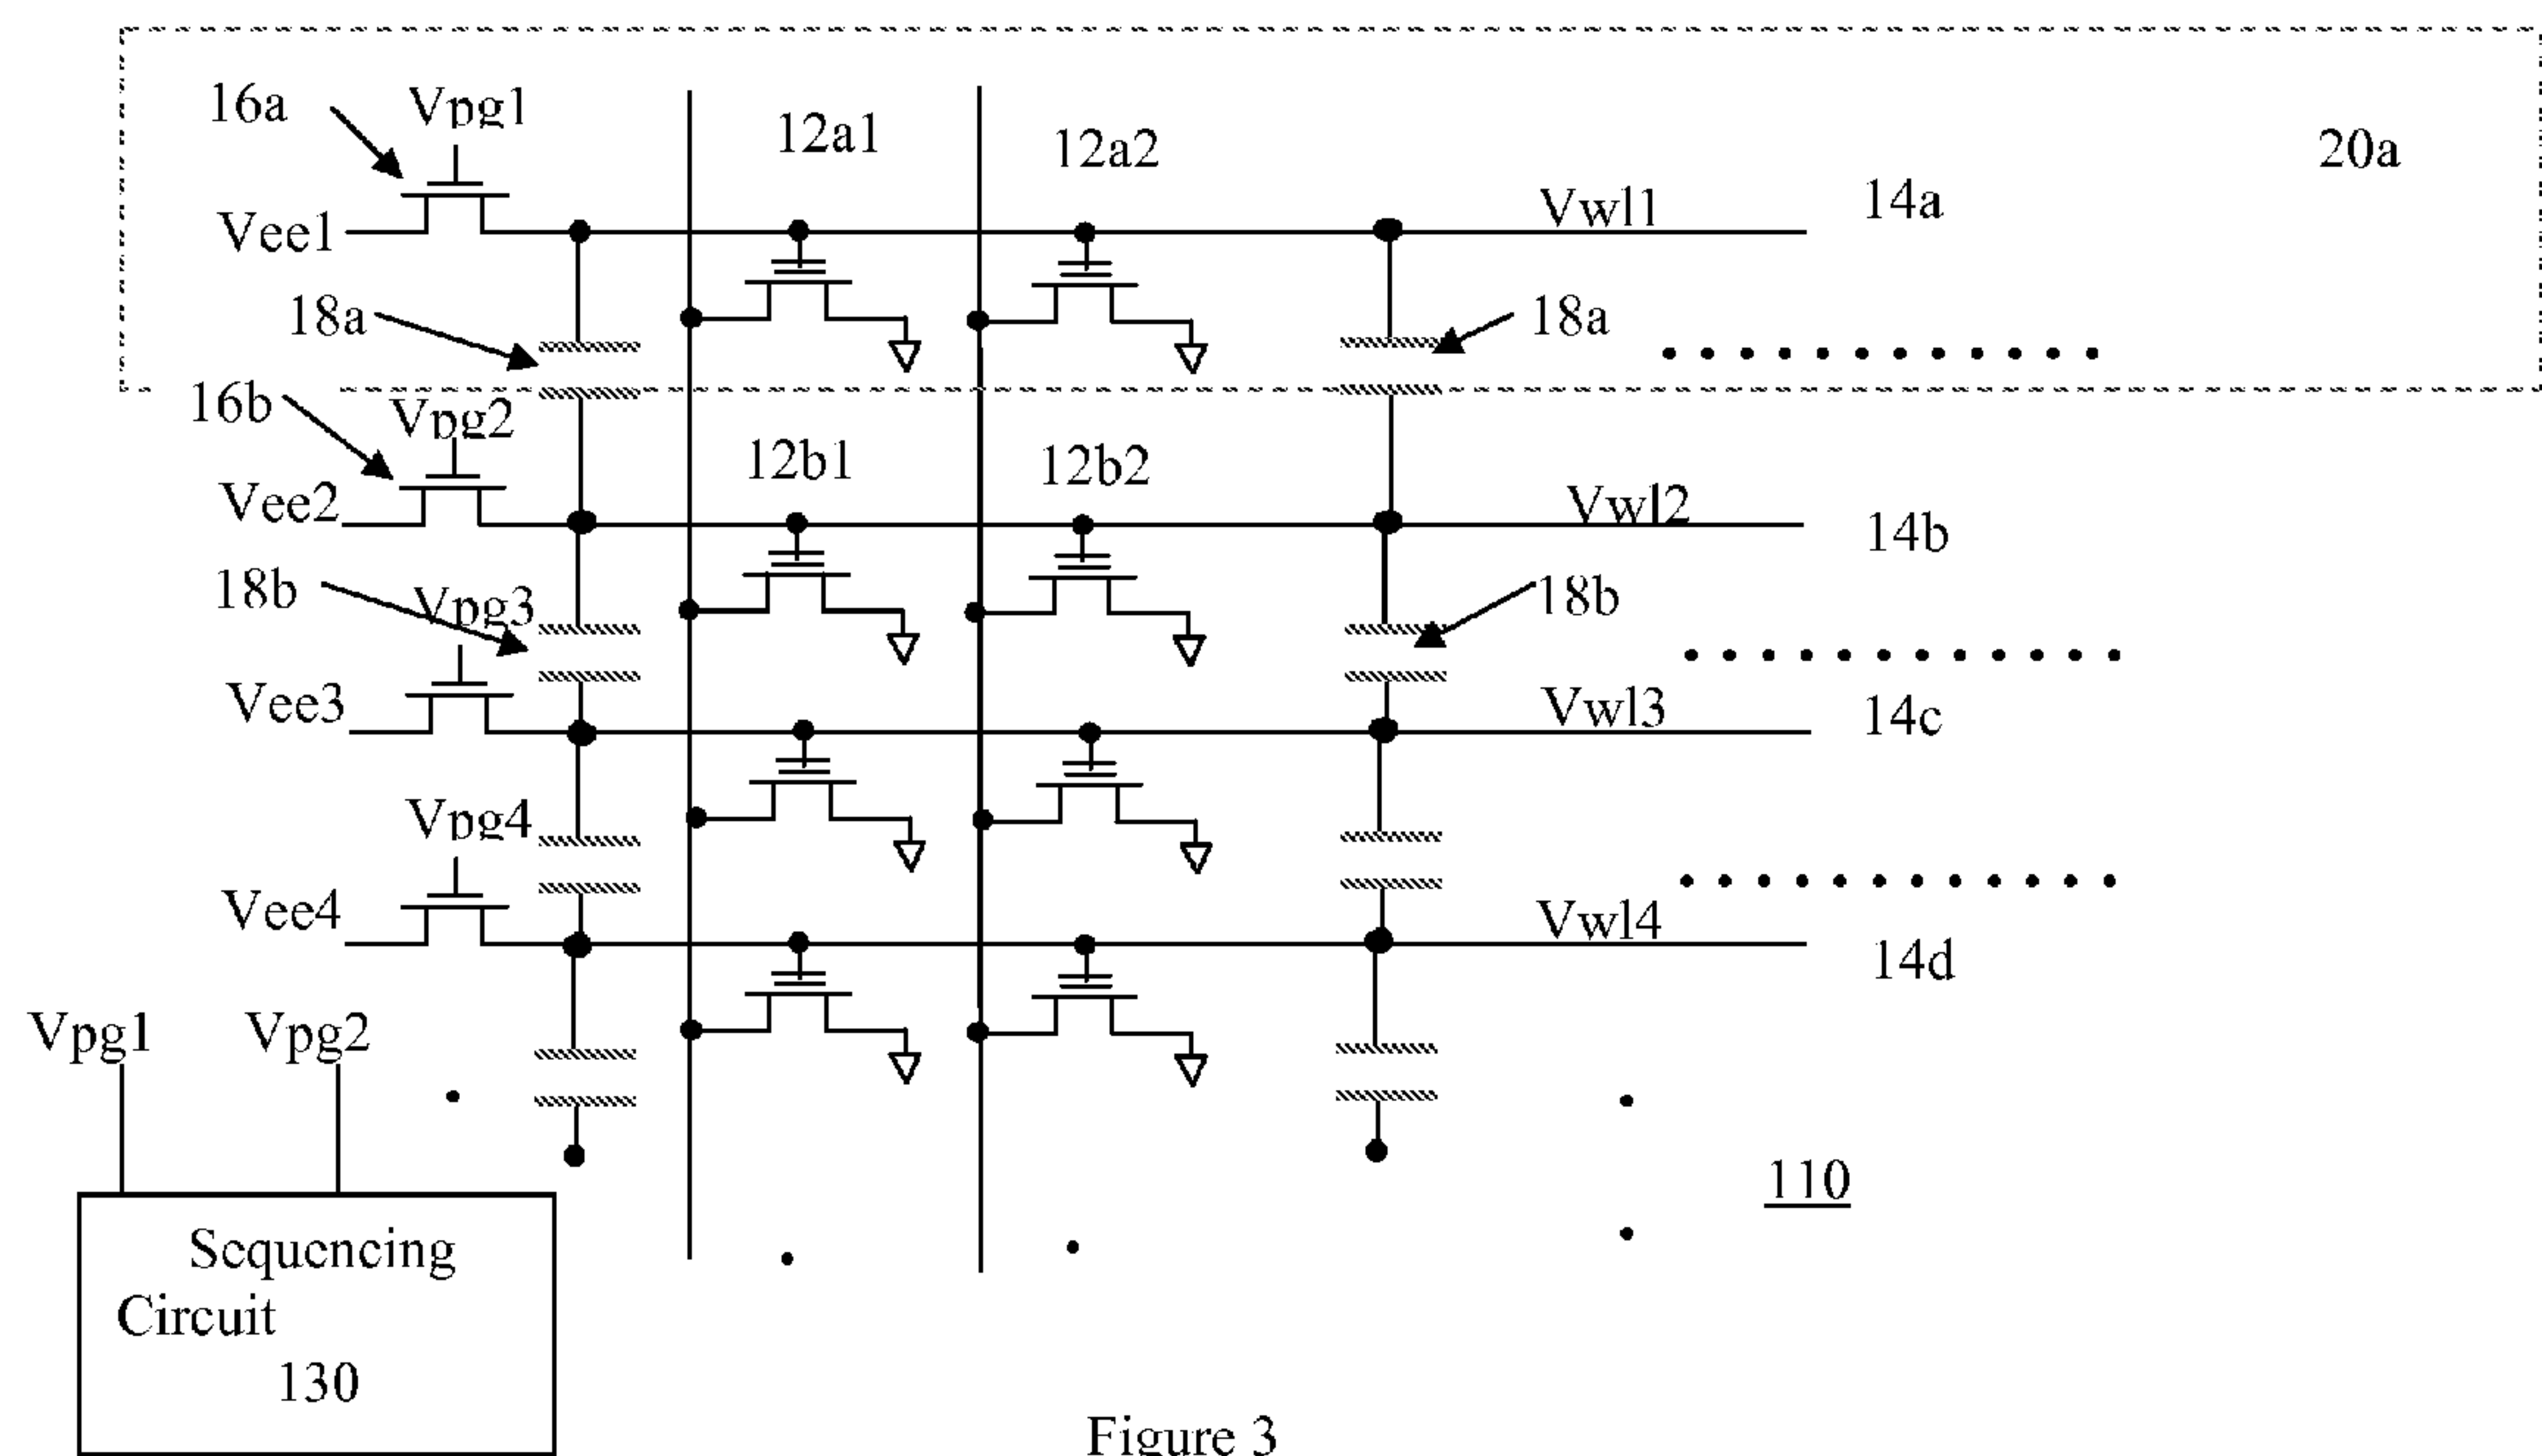 16a
Vpg1
12a1
12a2
20a
14a
Vwl1
Vee1
18a
18a
16b
Vpg2
12b1
12b2
Vee2
Vwl2
14b
18b
Vpg3
18b
Vee3
Vwl3
14c
Vpg4
Vee4
Vwl4
14d
Vpg1
Vpg2
110
Sequencing
Circuit
130
Figure 3